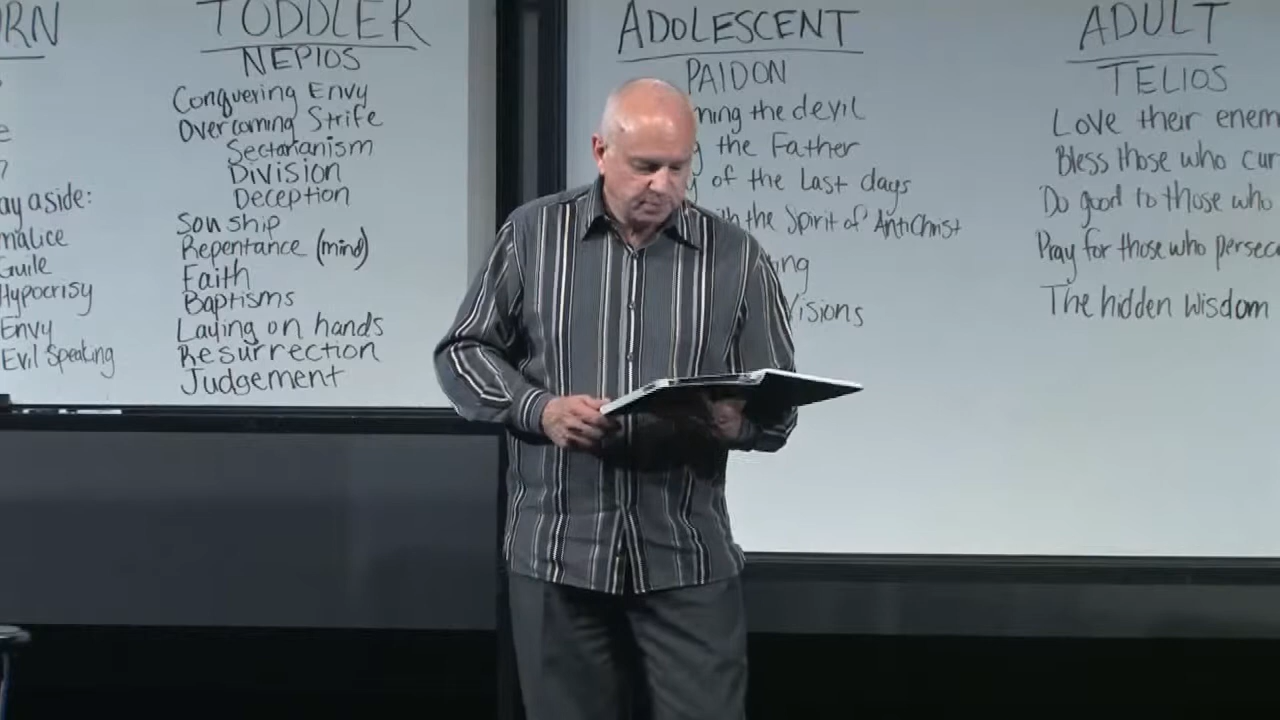 RN
ay aside:
malice
Guile
Hypocrisy
Envy
Evil Speaking
TODDLER
NEPIOS
Conquering Envy
Overcoming Strife
Sectarianism
Division
Deception
Sonship
Repentance (mind)
Faith
Baptisms
Laying on hands
Resurrection
Judgement
ADOLESCENT
PAIDON
ming the devil
the Father
of the Last days
the Spirit of AntiChrist
ing
Visions
ADULT
TELIOS
Love their enem
Bless those who cur
Do good to those who
Pray for those who persec
The hidden wisdom